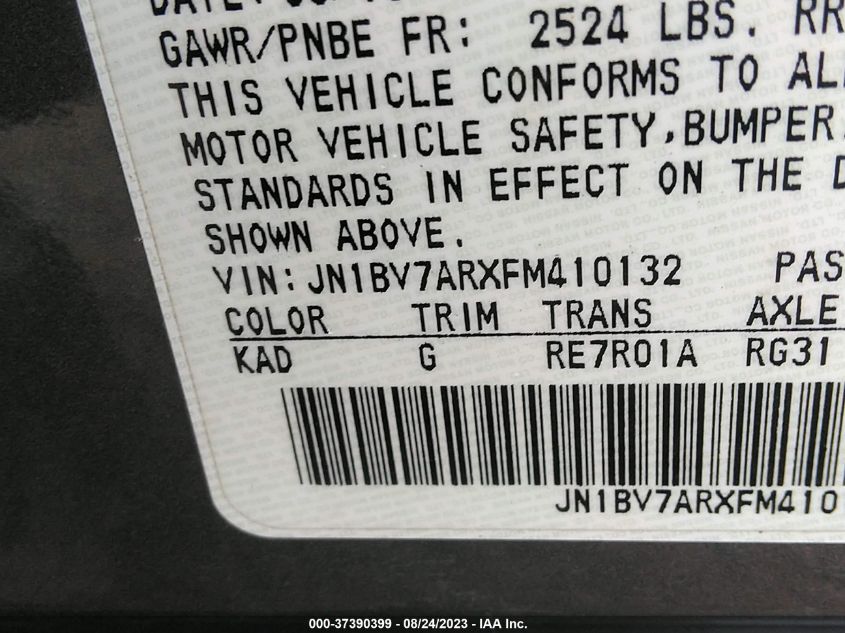 GAWR/PNBE FR: 2524 LBS. RR
THIS VEHICLE CONFORMS TO AL
MOTOR VEHICLE SAFETY,BUMPER
STANDARDS IN EFFECT ON THE D
SHOWN ABOVE.
VIN:JN1BV7ARXFM410132 PAS
COLOR TRIM TRANS AXLE
KAD G RE7R01A RG31
JN1BV7ARXFM410
000-37390399 - 08/24/2023 - IAA Inc.